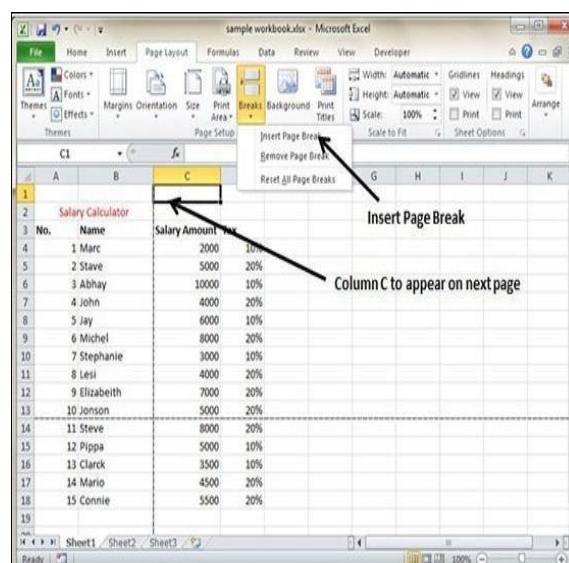 sample workbook.xlsx - Microsoft Excel
File Home Insert Page Layout Formulas Data Review View Developer
Themes Colors Fonts Effects Margins Orientation Size Print Area Breaks Background Print Titles Width: Automatic Height: Automatic Scale: 100% Gridlines View Print Headings View Print Arrange
Themes Page Setup Scale to Fit Sheet Options
Insert Page Break
Remove Page Break
Reset All Page Breaks
C1 fx
A B C G H I J K
1
2 Salary Calculator
3 No. Name Salary Amount Tax
Insert Page Break
4 1 Marc 2000 10%
5 2 Stave 5000 20%
6 3 Abhay 10000 10%
Column C to appear on next page
7 4 John 4000 20%
8 5 Jay 6000 10%
9 6 Michel 8000 20%
10 7 Stephanie 3000 10%
11 8 Lesi 4000 20%
12 9 Elizabeith 7000 20%
13 10 Jonson 5000 20%
14 11 Steve 8000 20%
15 12 Pippa 5000 10%
16 13 Clarck 3500 10%
17 14 Mario 4500 20%
18 15 Connie 5500 20%
19
Sheet1 Sheet2 Sheet3
Ready 100%